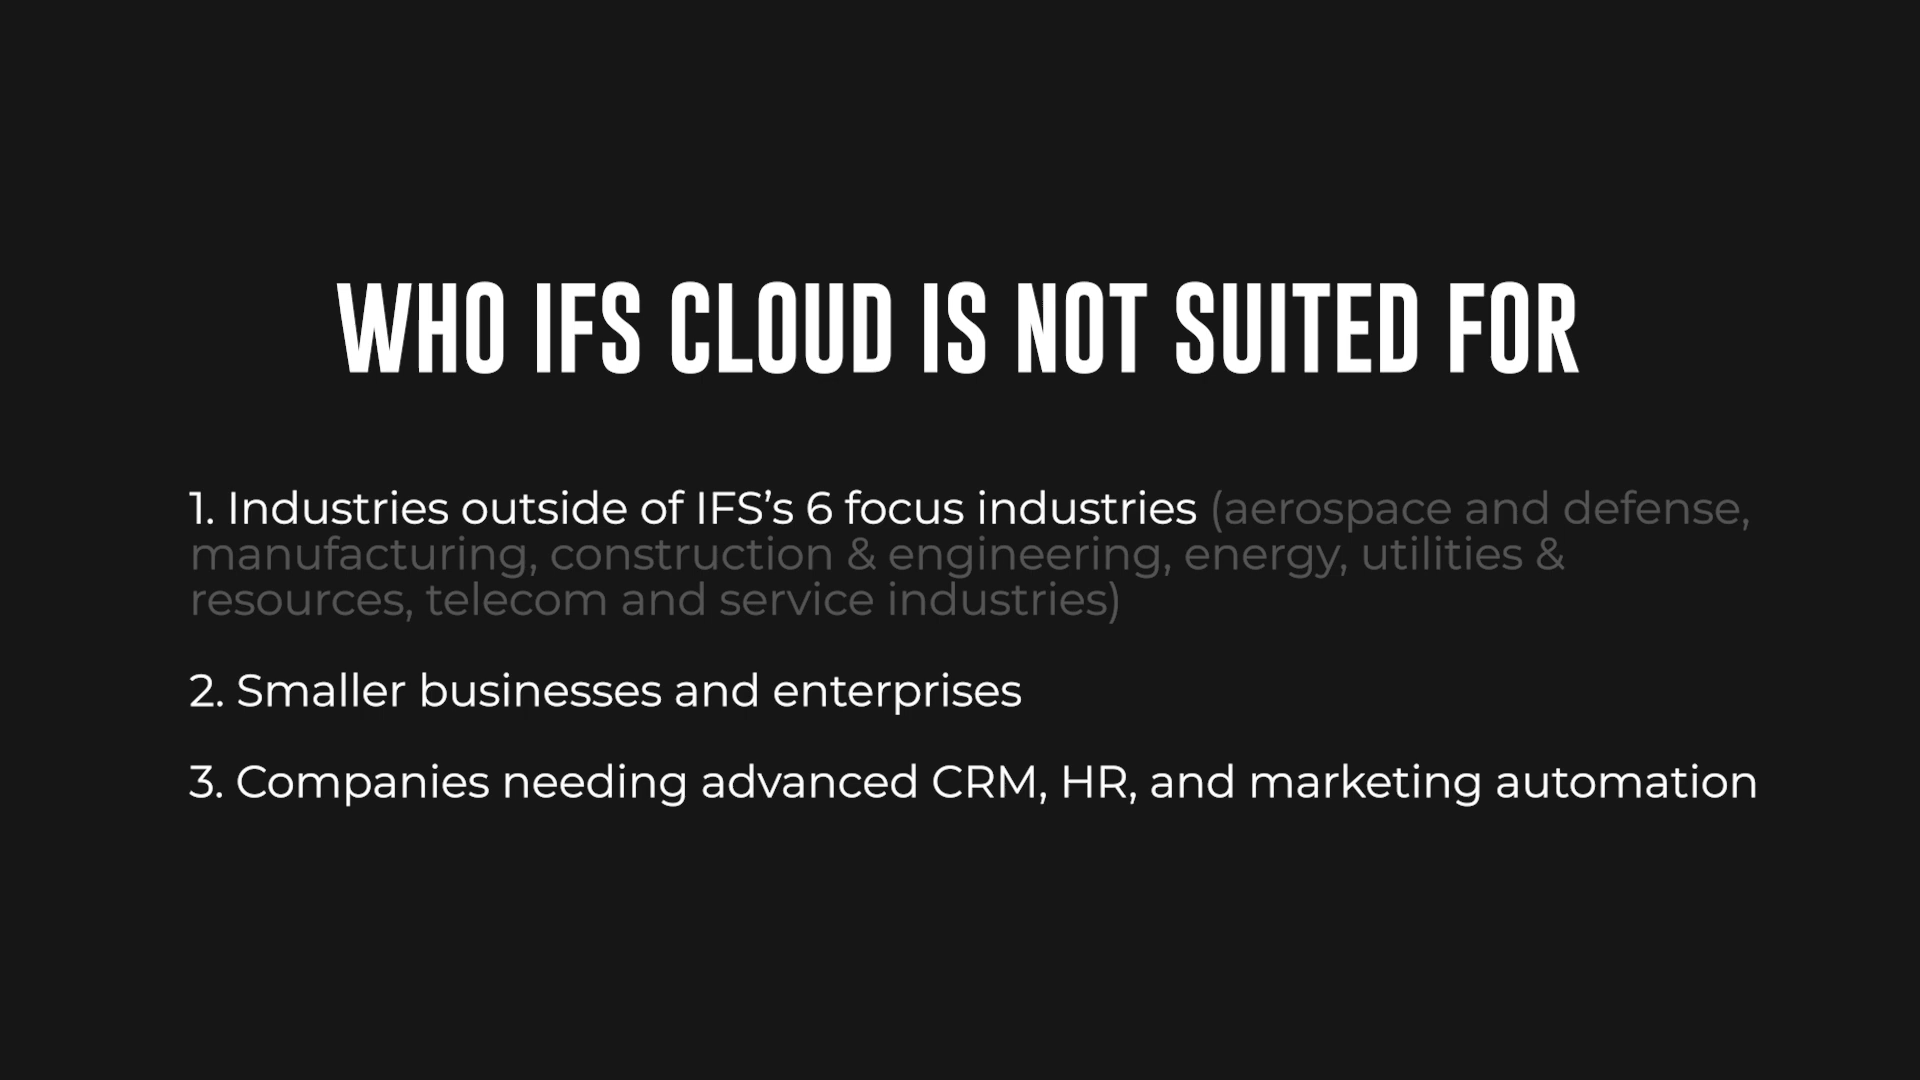 WHO IFS CLOUD IS NOT SUITED FOR
1. Industries outside of IFS’s 6 focus industries (aerospace and defense,
manufacturing, construction & engineering, energy, utilities &
resources, telecom and service industries)
2. Smaller businesses and enterprises
3. Companies needing advanced CRM, HR, and marketing automation